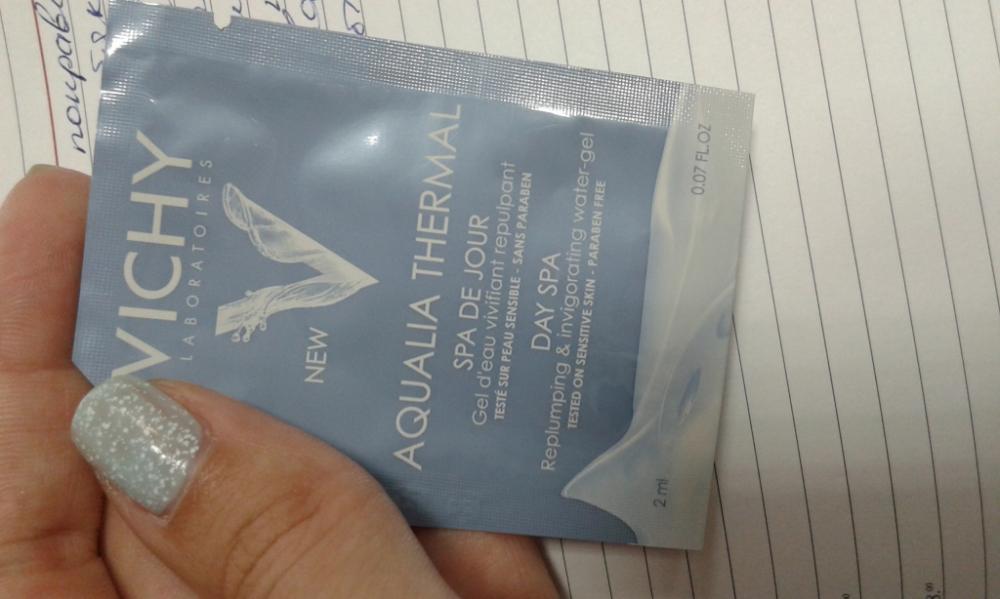 VICHY
LABORATOIRES
NEW
AQUALIA THERMAL
SPA DE JOUR
Gel d'eau vivifiant repulpant
TESTÉ SUR PEAU SENSIBLE - SANS PARABEN
DAY SPA
Replumping & invigorating water-gel
TESTED ON SENSITIVE SKIN - PARABEN FREE
2 ml
0.07 FL.OZ